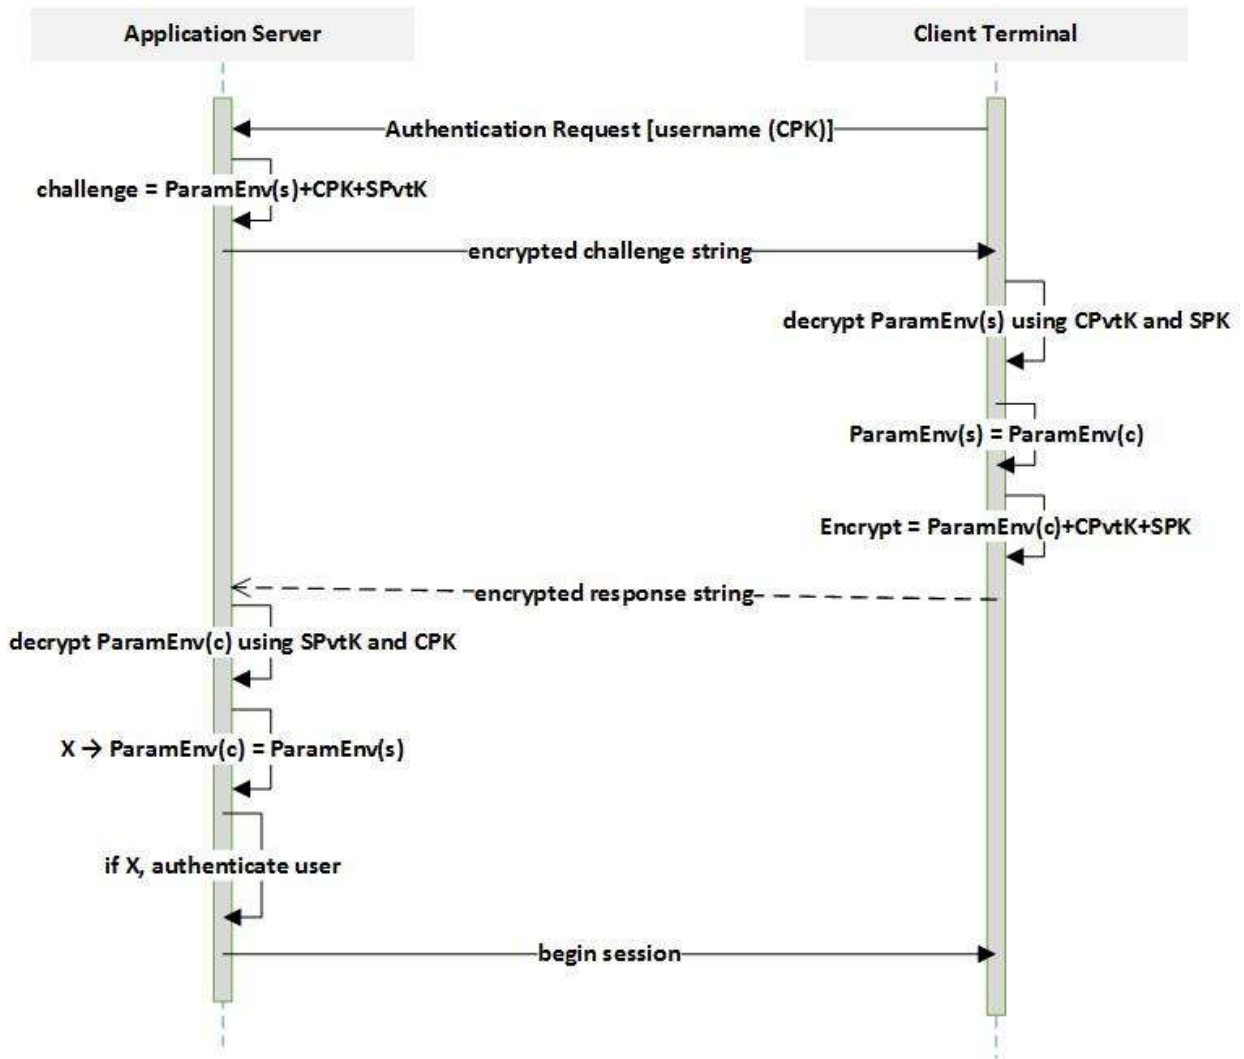 Application Server
Client Terminal
Authentication Request [username (CPK)]
challenge = ParamEnv(s)+CPK+SPvtK
encrypted challenge string
decrypt ParamEnv(s) using CPvtK and SPK
ParamEnv(s) = ParamEnv(c)
Encrypt = ParamEnv(c)+CPvtK+SPK
encrypted response string
decrypt ParamEnv(c) using SPvtK and CPK
X → ParamEnv(c) = ParamEnv(s)
if X, authenticate user
begin session